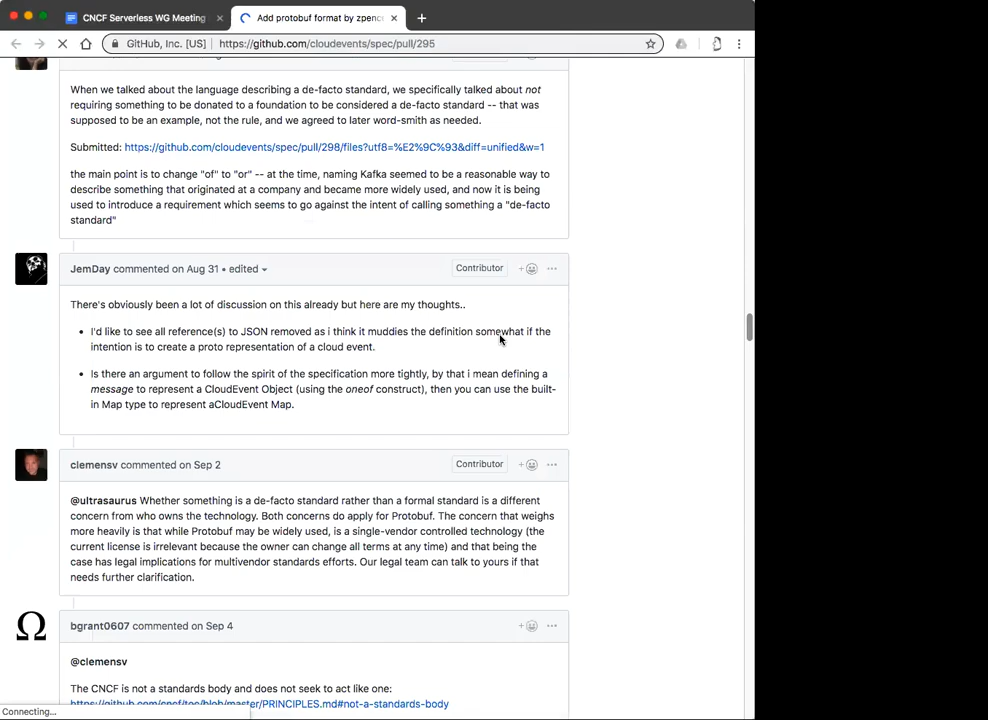 CNCF Serverless WG Meeting
Add protobuf format by zpence
GitHub, Inc. [US]
https://github.com/cloudevents/spec/pull/295
When we talked about the language describing a de-facto standard, we specifically talked about not
requiring something to be donated to a foundation to be considered a de-facto standard -- that was
supposed to be an example, not the rule, and we agreed to later word-smith as needed.
Submitted: https://github.com/cloudevents/spec/pull/298/files?utf8=%E2%9C%93&diff=unified&w=1
the main point is to change "of" to "or" -- at the time, naming Kafka seemed to be a reasonable way to
describe something that originated at a company and became more widely used, and now it is being
used to introduce a requirement which seems to go against the intent of calling something a "de-facto
standard"
JemDay commented on Aug 31 • edited
Contributor
There's obviously been a lot of discussion on this already but here are my thoughts..
• I'd like to see all reference(s) to JSON removed as i think it muddies the definition somewhat if the
intention is to create a proto representation of a cloud event.
• Is there an argument to follow the spirit of the specification more tightly, by that i mean defining a
message to represent a CloudEvent Object (using the oneof construct), then you can use the built-
in Map type to represent aCloudEvent Map.
clemensv commented on Sep 2
Contributor
@ultrasaurus Whether something is a de-facto standard rather than a formal standard is a different
concern from who owns the technology. Both concerns do apply for Protobuf. The concern that weighs
more heavily is that while Protobuf may be widely used, is a single-vendor controlled technology (the
current license is irrelevant because the owner can change all terms at any time) and that being the
case has legal implications for multivendor standards efforts. Our legal team can talk to yours if that
needs further clarification.
Ω
bgrant0607 commented on Sep 4
@clemensv
The CNCF is not a standards body and does not seek to act like one:
https://github.com/cncf/toc/blob/master/PRINCIPLES.md#not-a-standards-body
Connecting...